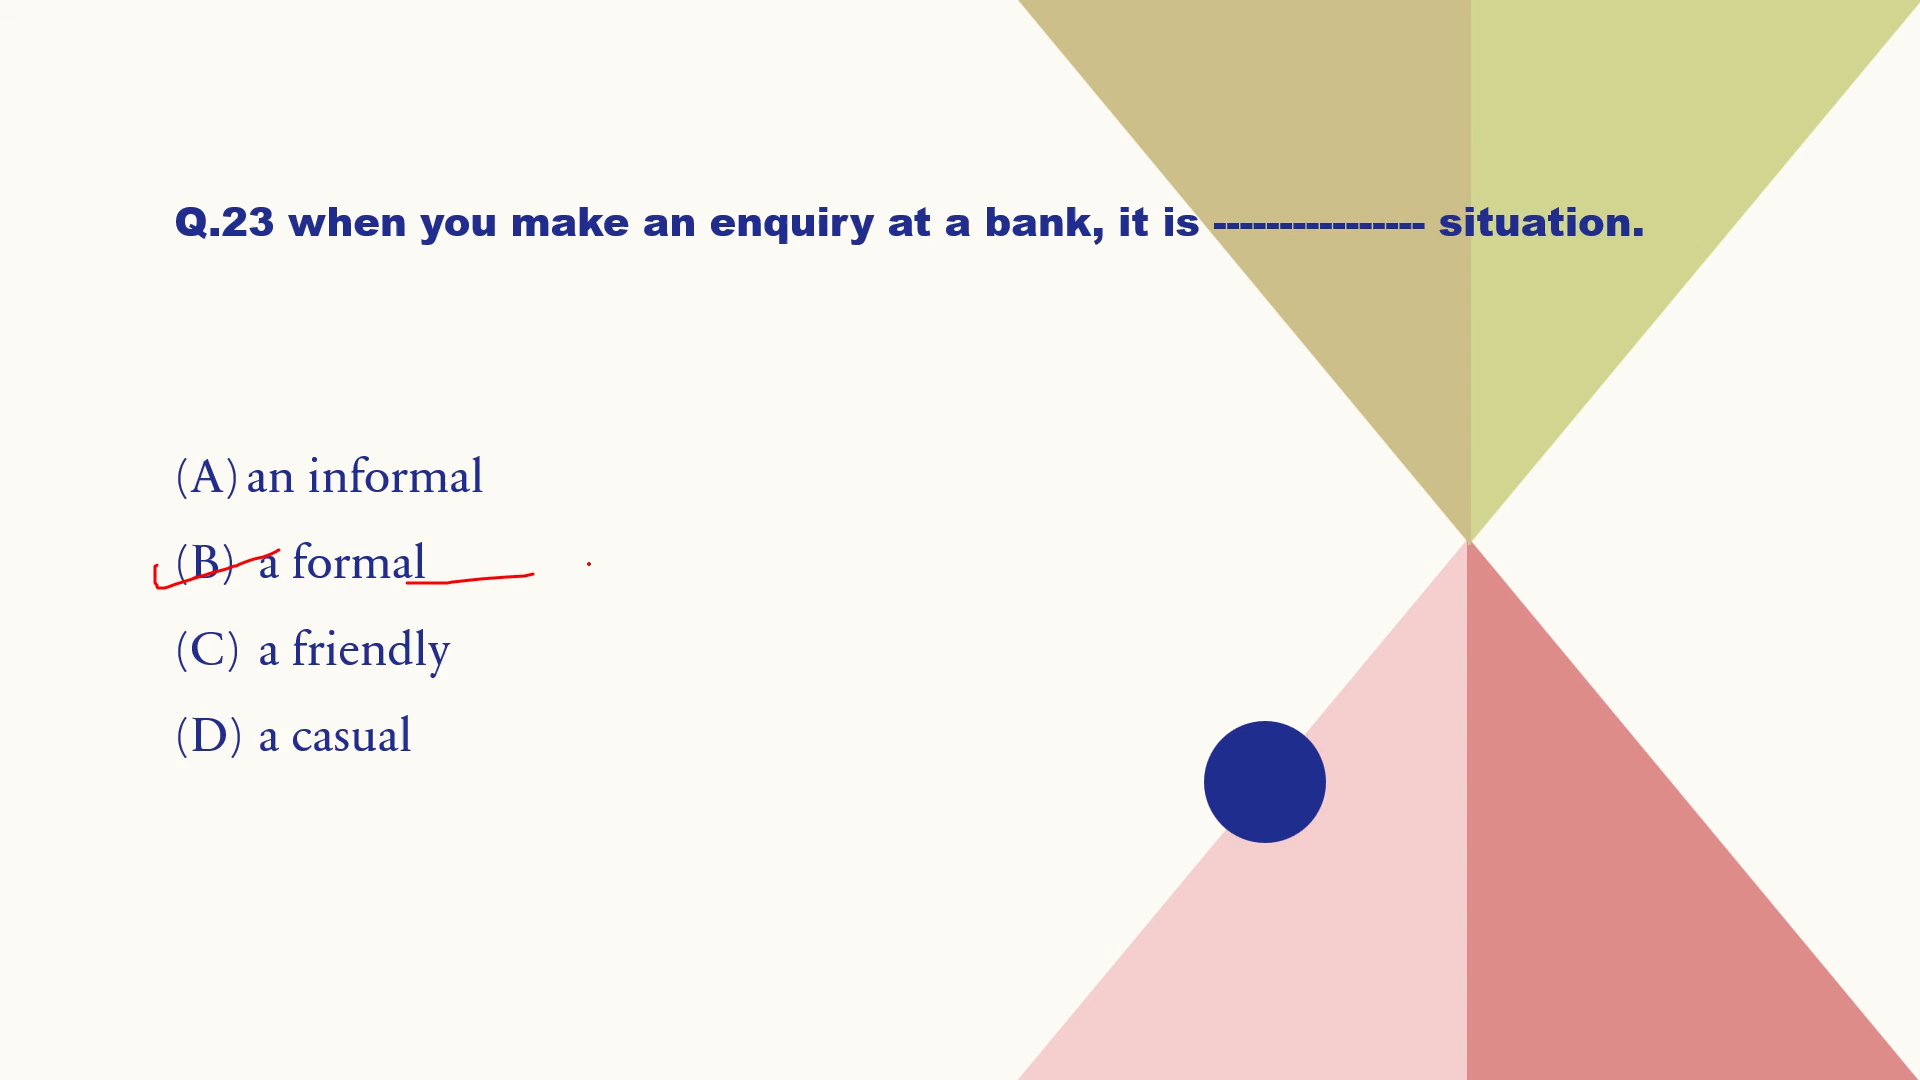 Q.23 when you make an enquiry at a bank, it is ---------------- situation.
(A) an informal
(B) a formal
(C) a friendly
(D) a casual